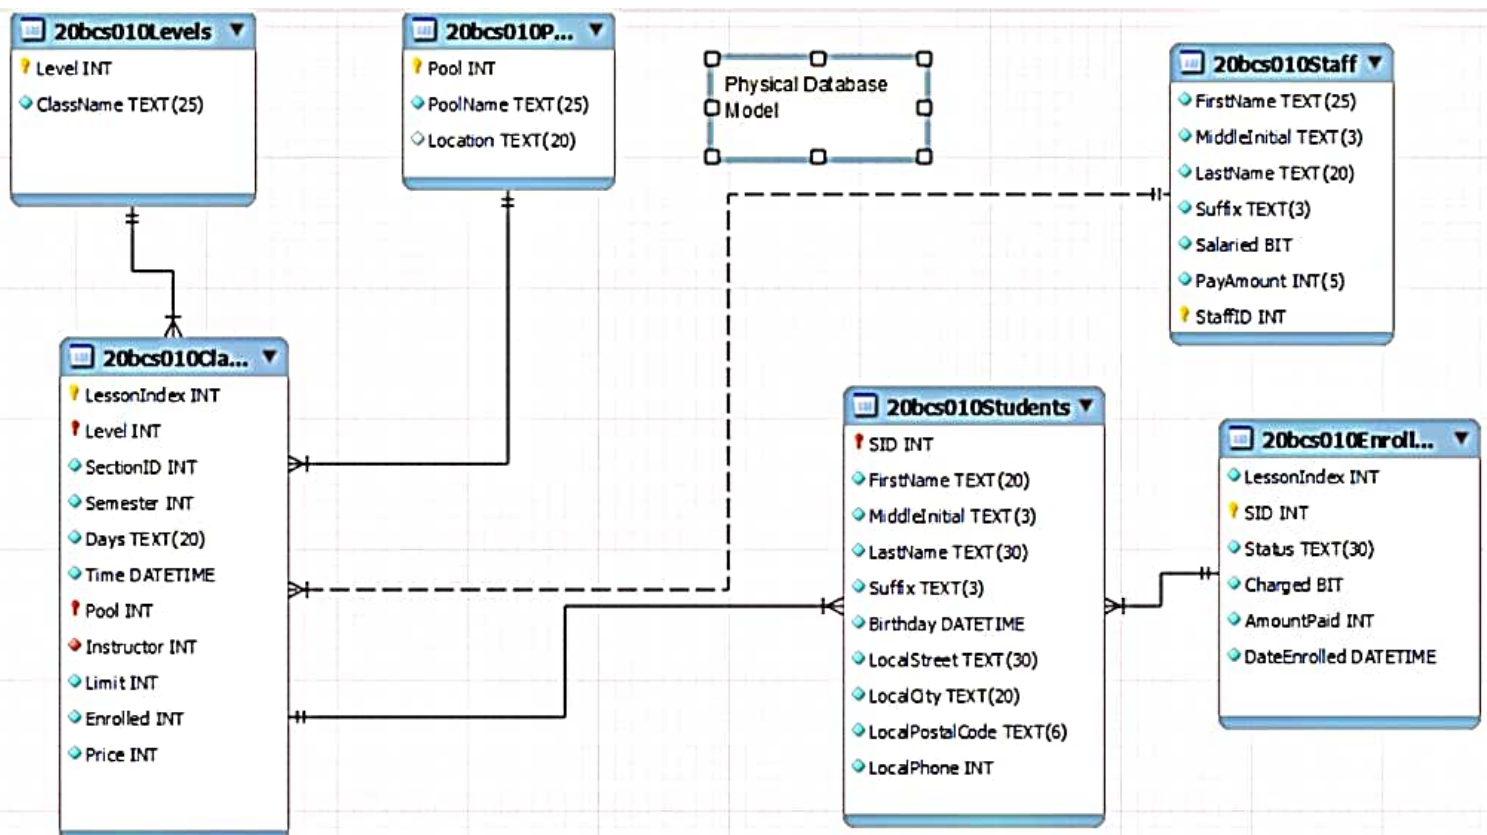 20bcs010Levels
Level INT
ClassName TEXT(25)
20bcs010P...
Pool INT
PoolName TEXT(25)
Location TEXT(20)
Physical Database
Model
20bcs010Staff
FirstName TEXT(25)
MiddleInitial TEXT(3)
LastName TEXT(20)
Suffix TEXT(3)
Salaried BIT
PayAmount INT(5)
StaffID INT
20bcs010Cla...
LessonIndex INT
Level INT
SectionID INT
Semester INT
Days TEXT(20)
Time DATETIME
Pool INT
Instructor INT
Limit INT
Enrolled INT
Price INT
20bcs010Students
SID INT
FirstName TEXT(20)
MiddleInitial TEXT(3)
LastName TEXT(30)
Suffix TEXT(3)
Birthday DATETIME
LocalStreet TEXT(30)
LocalCity TEXT(20)
LocalPostalCode TEXT(6)
LocalPhone INT
20bcs010Enroll...
LessonIndex INT
SID INT
Status TEXT(30)
Charged BIT
AmountPaid INT
DateEnrolled DATETIME